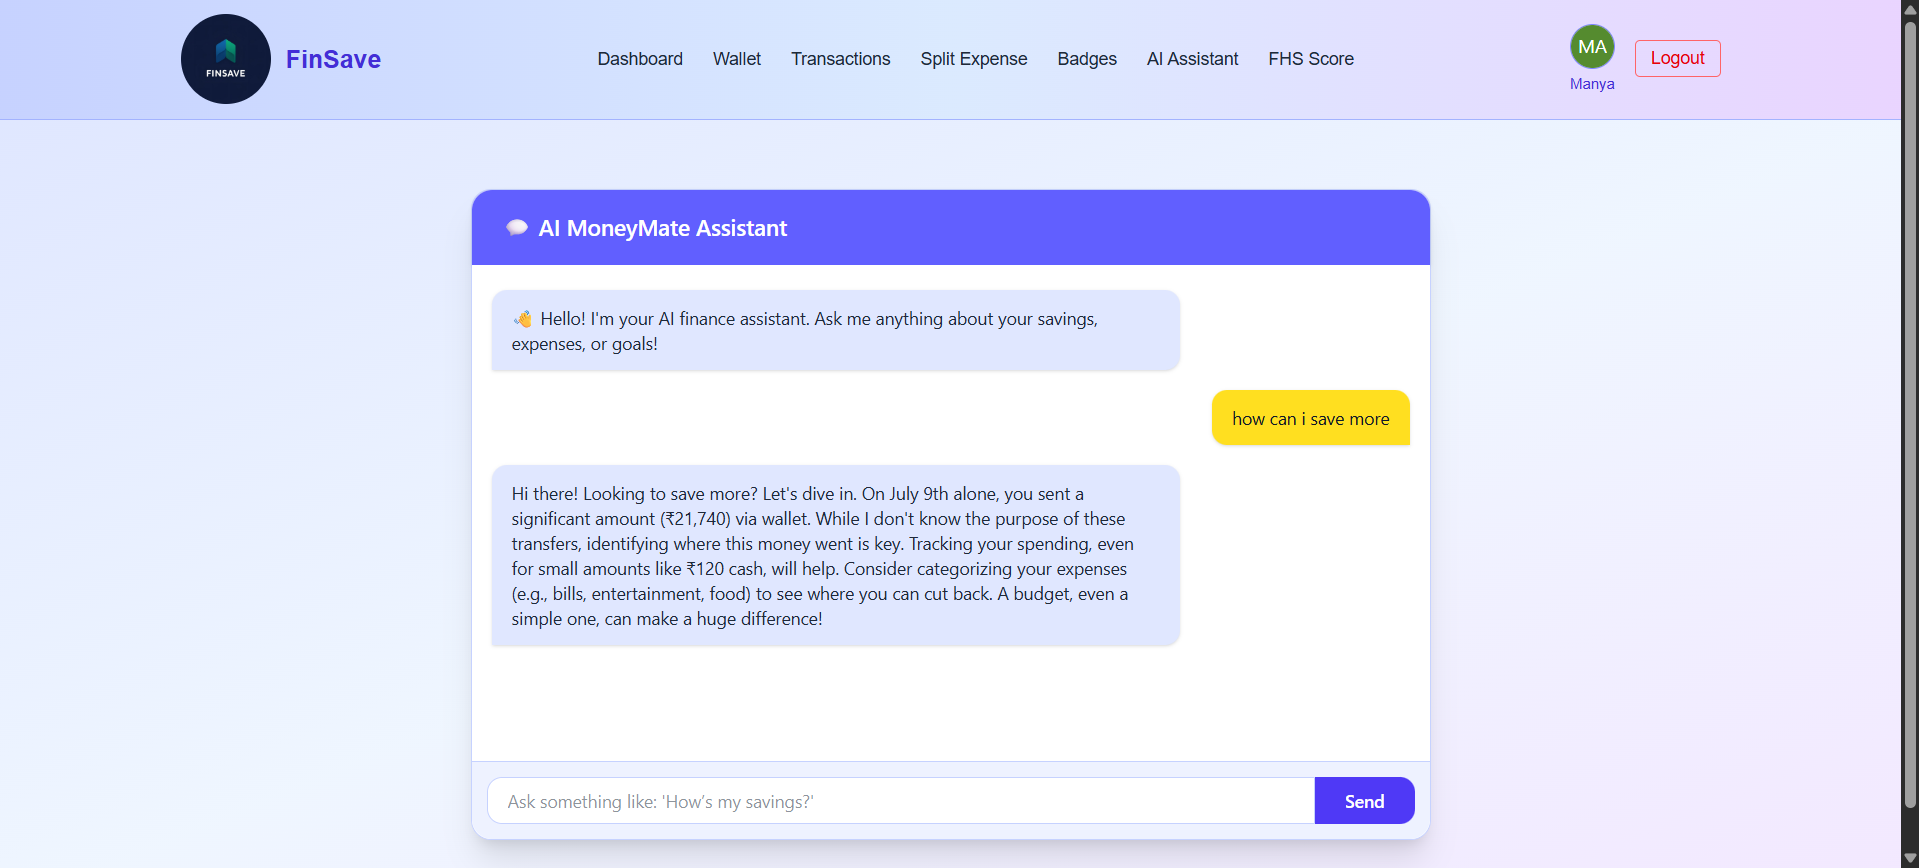 FINSAVE
FinSave
Dashboard
Wallet
Transactions
Split Expense
Badges
AI Assistant
FHS Score
MA
Manya
Logout
AI MoneyMate Assistant
👋 Hello! I'm your AI finance assistant. Ask me anything about your savings,
expenses, or goals!
how can i save more
Hi there! Looking to save more? Let's dive in. On July 9th alone, you sent a
significant amount (₹21,740) via wallet. While I don't know the purpose of these
transfers, identifying where this money went is key. Tracking your spending, even
for small amounts like ₹120 cash, will help. Consider categorizing your expenses
(e.g., bills, entertainment, food) to see where you can cut back. A budget, even a
simple one, can make a huge difference!
Ask something like: 'How’s my savings?'
Send